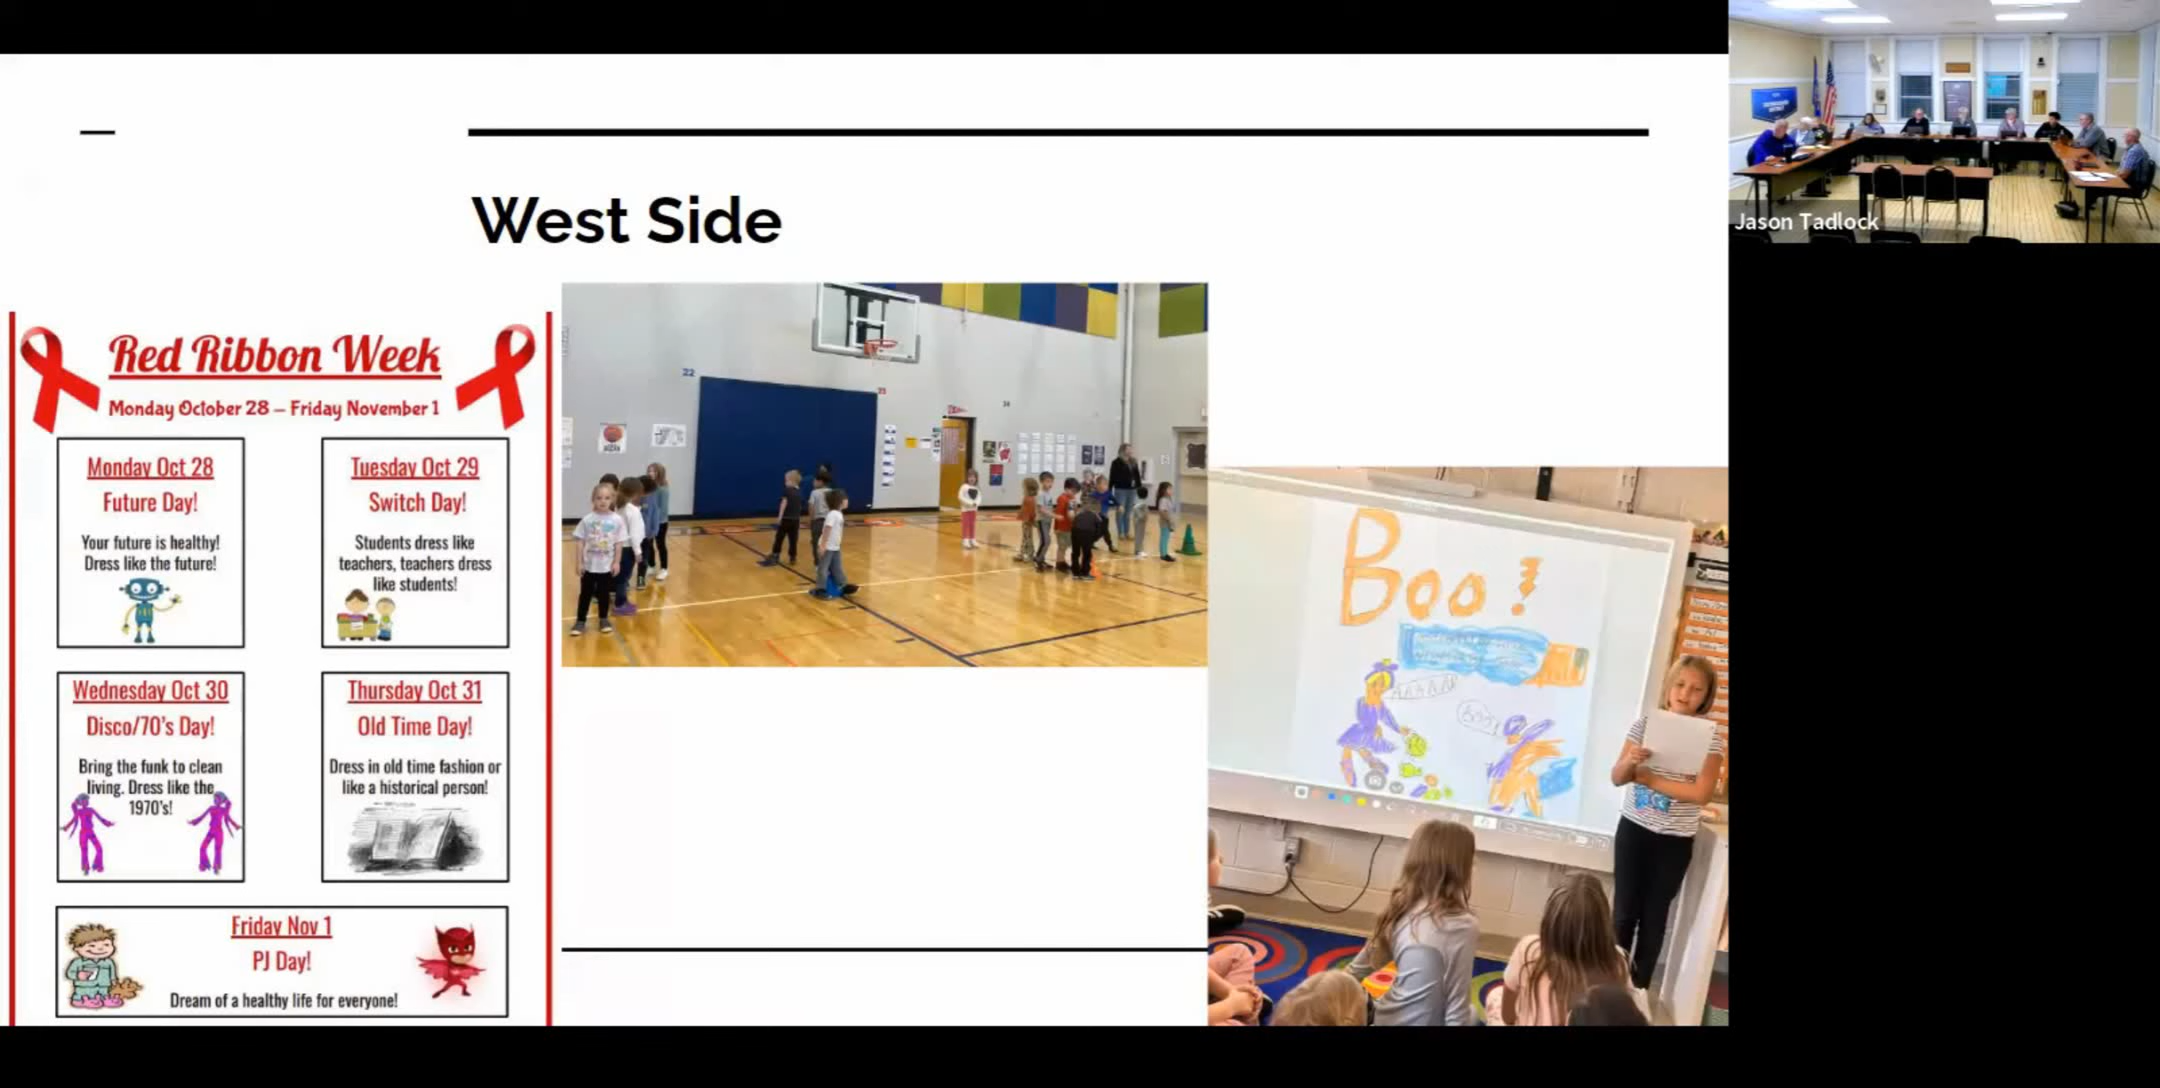 West Side
Jason Tadlock
Red Ribbon Week
Monday October 28 – Friday November 1
Monday Oct 28
Future Day!
Your future is healthy!
Dress like the future!
Tuesday Oct 29
Switch Day!
Students dress like
teachers, teachers dress
like students!
Wednesday Oct 30
Disco/70's Day!
Bring the funk to clean
living. Dress like the
1970's!
Thursday Oct 31
Old Time Day!
Dress in old time fashion or
like a historical person!
Friday Nov 1
PJ Day!
Dream of a healthy life for everyone!
22
Boo!
AAAAAA